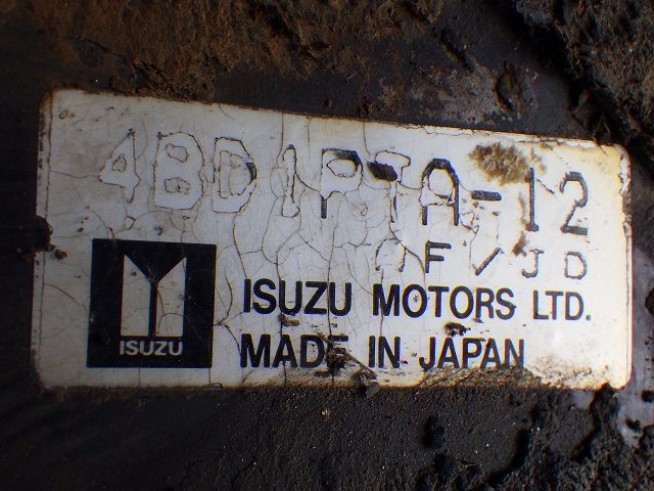 4BD1PTA-12
F/JD
ISUZU MOTORS LTD.
ISUZU
MADE IN JAPAN